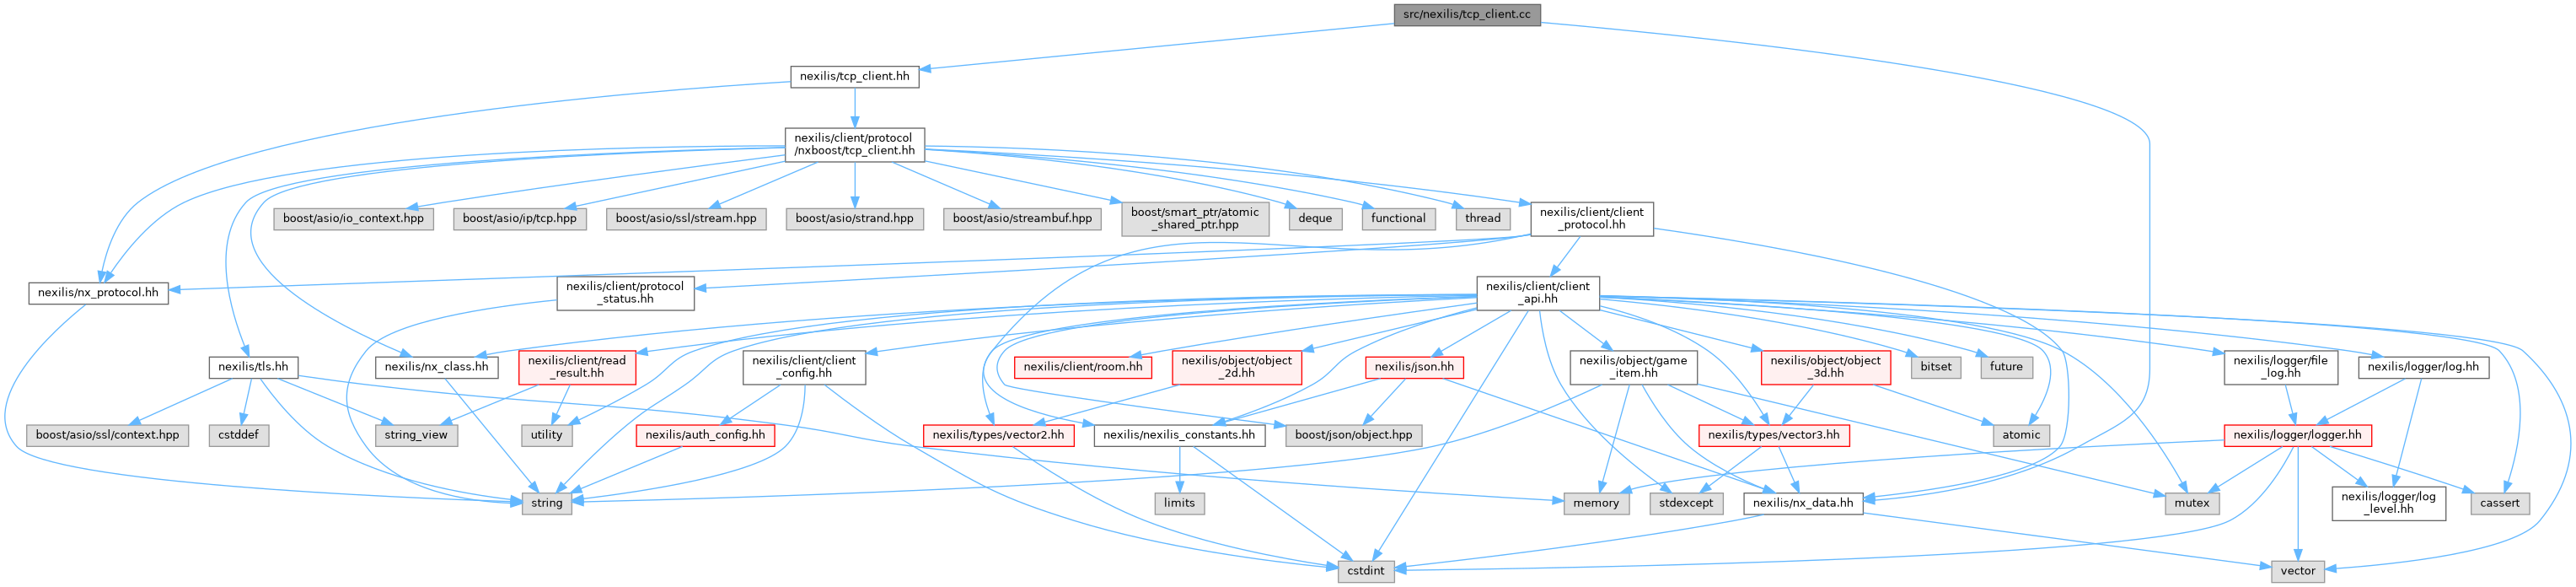 src/nexilis/tcp_client.cc
nexilis/tcp_client.hh
nexilis/client/protocol
/nxboost/tcp_client.hh
boost/asio/io_context.hpp
boost/asio/ip/tcp.hpp
boost/asio/ssl/stream.hpp
boost/asio/strand.hpp
boost/asio/streambuf.hpp
boost/smart_ptr/atomic
_shared_ptr.hpp
deque
functional
thread
nexilis/client/client
_protocol.hh
nexilis/nx_protocol.hh
nexilis/client/protocol
_status.hh
nexilis/client/client
_api.hh
nexilis/tls.hh
nexilis/nx_class.hh
nexilis/client/read
_result.hh
nexilis/client/client
_config.hh
nexilis/client/room.hh
nexilis/object/object
_2d.hh
nexilis/json.hh
nexilis/object/game
_item.hh
nexilis/object/object
_3d.hh
bitset
future
nexilis/logger/file
_log.hh
nexilis/logger/log.hh
boost/asio/ssl/context.hpp
cstddef
string_view
utility
nexilis/auth_config.hh
nexilis/types/vector2.hh
nexilis/nexilis_constants.hh
boost/json/object.hpp
nexilis/types/vector3.hh
atomic
nexilis/logger/logger.hh
string
limits
memory
stdexcept
nexilis/nx_data.hh
mutex
nexilis/logger/log
_level.hh
cassert
cstdint
vector